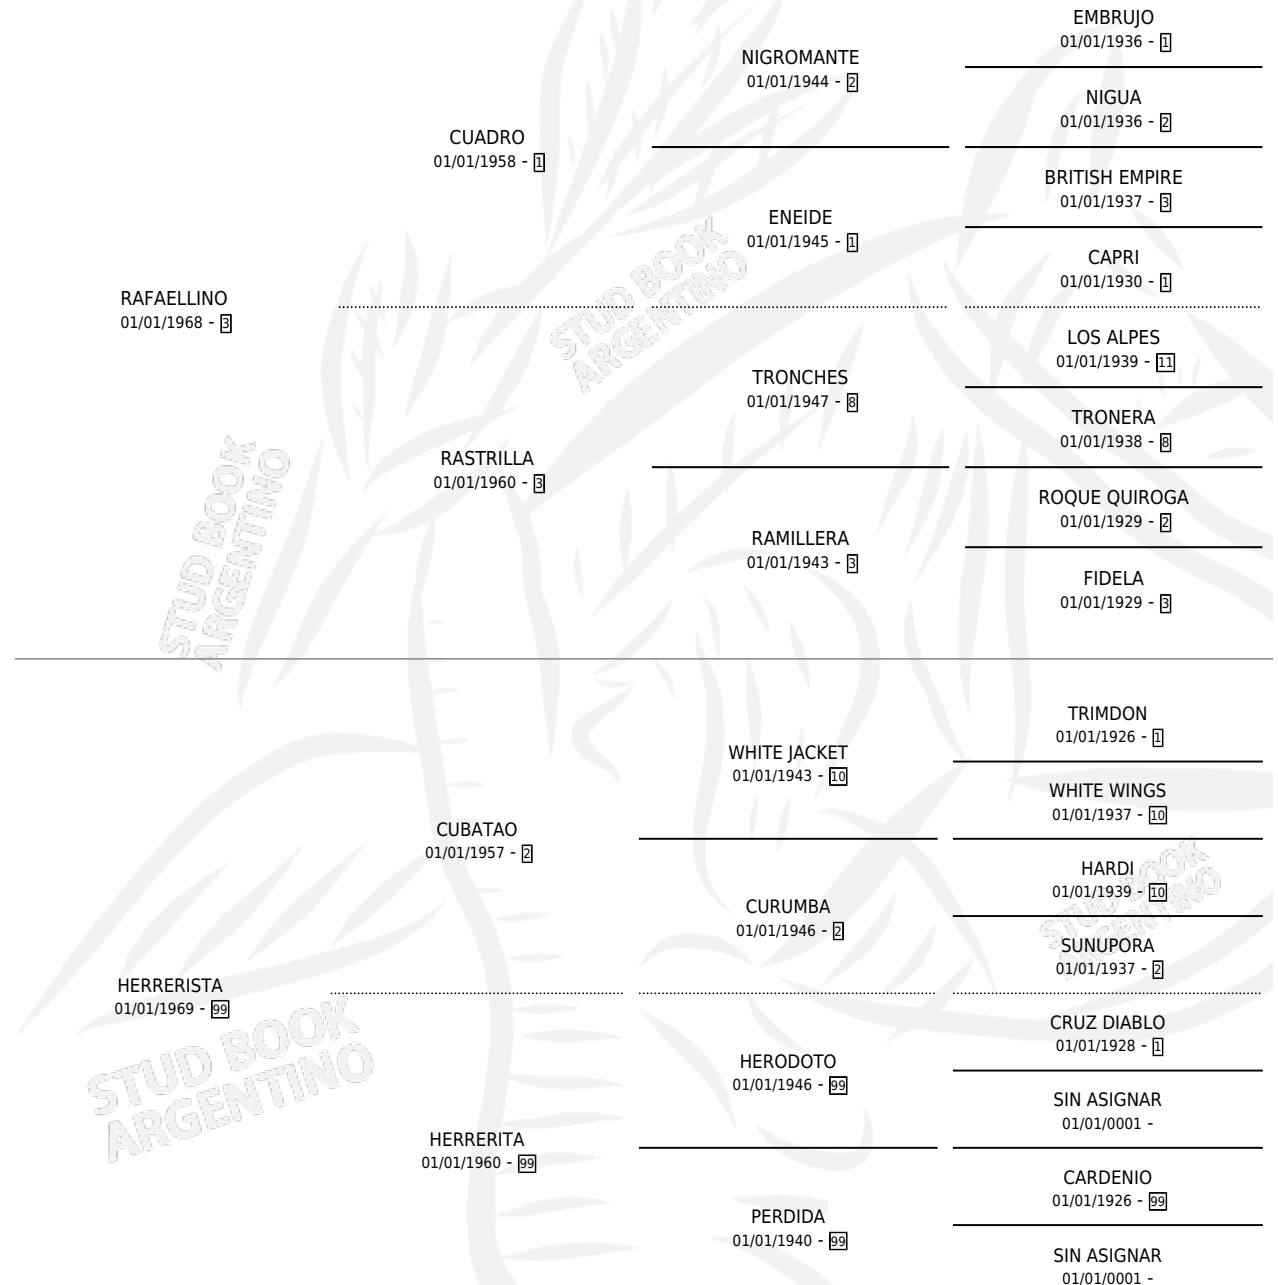 EMBRUJO
01/01/1936 - 1
NIGROMANTE
01/01/1944 - 2
NIGUA
01/01/1936 - 2
CUADRO
01/01/1958 - 1
BRITISH EMPIRE
01/01/1937 - 3
ENEIDE
01/01/1945 - 1
CAPRI
01/01/1930 - 1
STUD BOOK
ARGENTINO
RAFAELLINO
01/01/1968 - 3
LOS ALPES
01/01/1939 - 11
TRONCHES
01/01/1947 - 8
TRONERA
01/01/1938 - 8
RASTRILLA
01/01/1960 - 3
ROQUE QUIROGA
01/01/1929 - 2
RAMILLERA
01/01/1943 - 3
FIDELA
01/01/1929 - 3
STUD BOOK
ARGENTINO
TRIMDON
01/01/1926 - 1
WHITE JACKET
01/01/1943 - 10
WHITE WINGS
01/01/1937 - 10
CUBATAO
01/01/1957 - 2
HARDI
01/01/1939 - 10
CURUMBA
01/01/1946 - 2
SUNUPORA
01/01/1937 - 2
STUD BOOK
ARGENTINO
HERRERISTA
01/01/1969 - 99
CRUZ DIABLO
01/01/1928 - 1
HERODOTO
01/01/1946 - 99
SIN ASIGNAR
01/01/0001 -
STUD BOOK
ARGENTINO
HERRERITA
01/01/1960 - 99
CARDENIO
01/01/1926 - 99
PERDIDA
01/01/1940 - 99
SIN ASIGNAR
01/01/0001 -